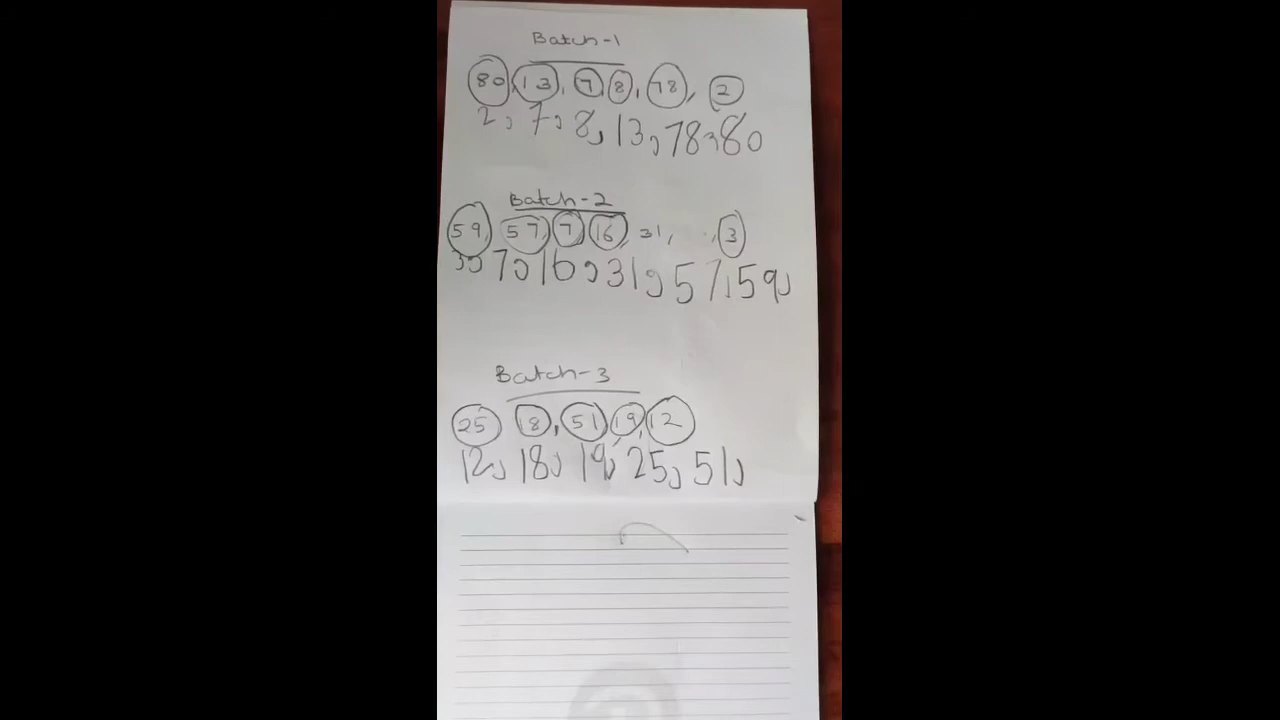 Batch-1
80, 13, 7, 8, 78, 2
2, 7, 8, 13, 78, 80
Batch-2
59, 57, 7, 16, 31, , 3
3, 7, 16, 31, 57, 59,
Batch-3
25 18, 51, 19, 12
12, 18, 19, 25, 51,